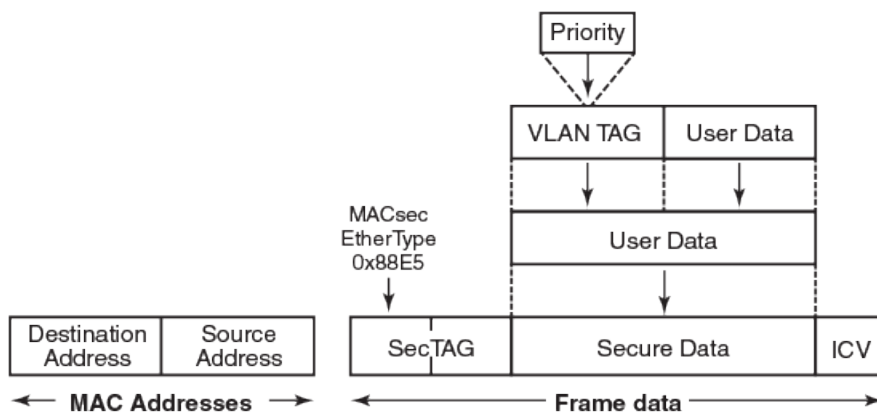 Priority
VLAN TAG User Data
MACsec
EtherType
0x88E5
User Data
Destination
Address
Source
Address
SecTAG
Secure Data
ICV
MAC Addresses
Frame data